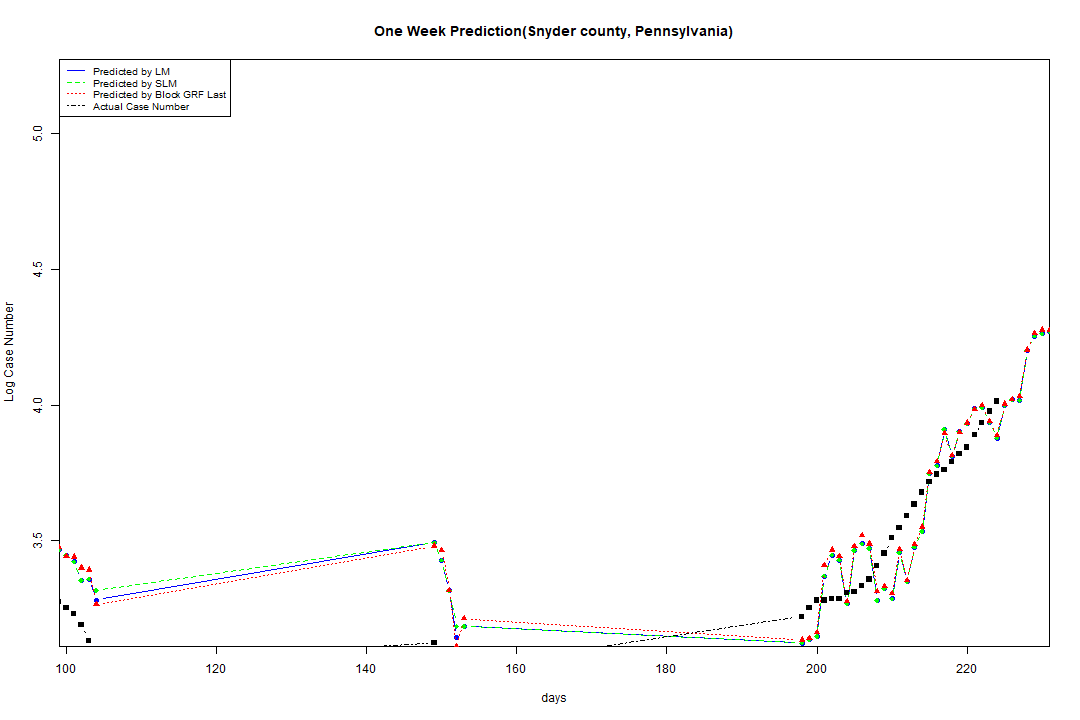 One Week Prediction(Snyder county, Pennsylvania)
Predicted by LM
Predicted by SLM
Predicted by Block GRF Last
Actual Case Number
5.0
4.5
4.0
3.5
Log Case Number
100 120 140 160 180 200 220
days